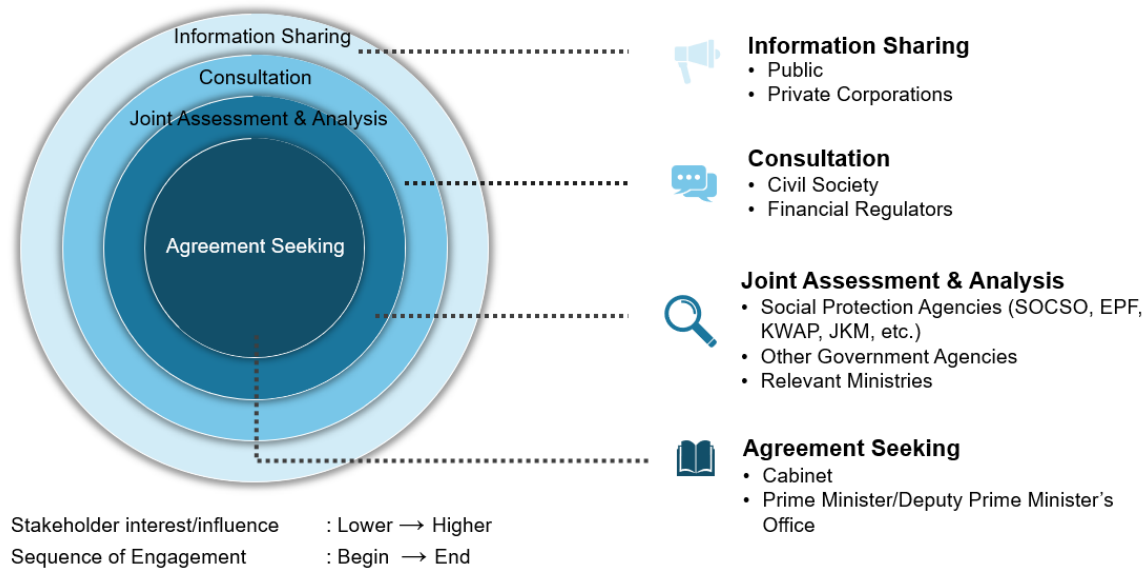 Information Sharing
Consultation
Joint Assessment & Analysis
Agreement Seeking
Information Sharing
• Public
• Private Corporations
Consultation
• Civil Society
• Financial Regulators
Joint Assessment & Analysis
• Social Protection Agencies (SOCSO, EPF,
KWAP, JKM, etc.)
• Other Government Agencies
• Relevant Ministries
Agreement Seeking
• Cabinet
• Prime Minister/Deputy Prime Minister's
Office
Stakeholder interest/influence : Lower → Higher
Sequence of Engagement : Begin → End